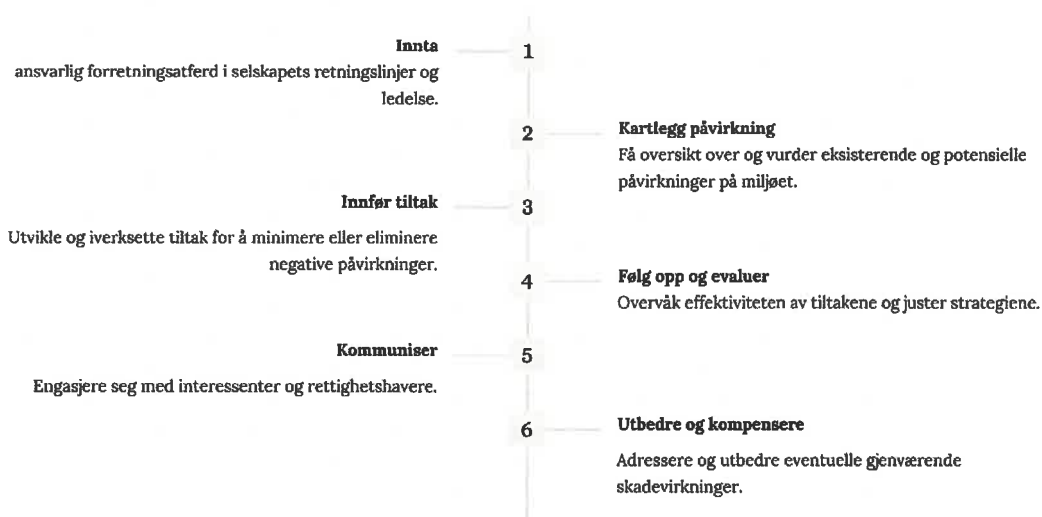 Innta
1
ansvarlig forretningsatferd i selskapets retningslinjer og
ledelse.
2
Kartlegg påvirkning
Få oversikt over og vurder eksisterende og potensielle
påvirkninger på miljøet.
Innfør tiltak
3
Utvikle og iverksette tiltak for å minimere eller eliminere
negative påvirkninger.
4
Følg opp og evaluer
Overvåk effektiviteten av tiltakene og juster strategiene.
Kommuniser
5
Engasjere seg med interessenter og rettighetshavere.
6
Utbedre og kompensere
Adressere og utbedre eventuelle gjenværende
skadevirkninger.